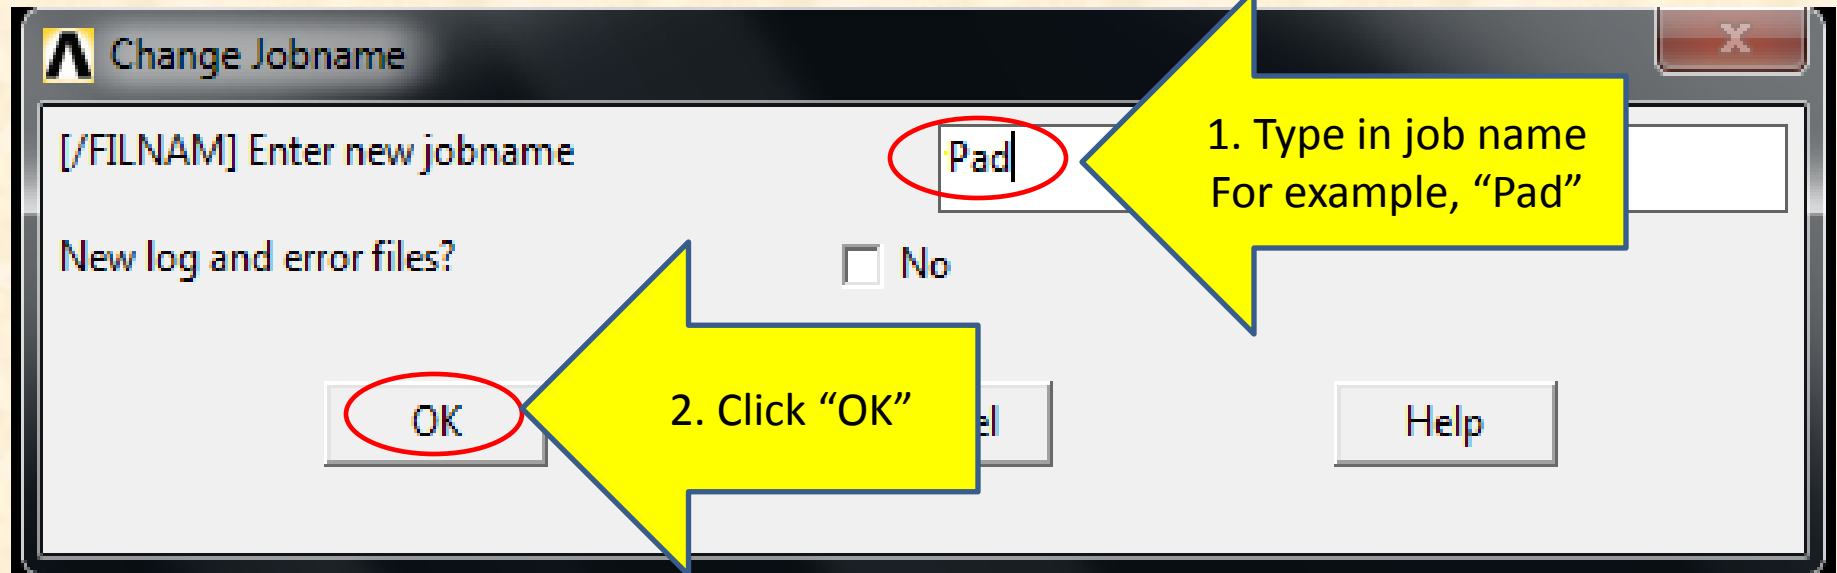 Change Jobname
[/FILNAM] Enter new jobname
Pad
1. Type in job name
For example, “Pad”
New log and error files?
No
OK
2. Click “OK”
Help